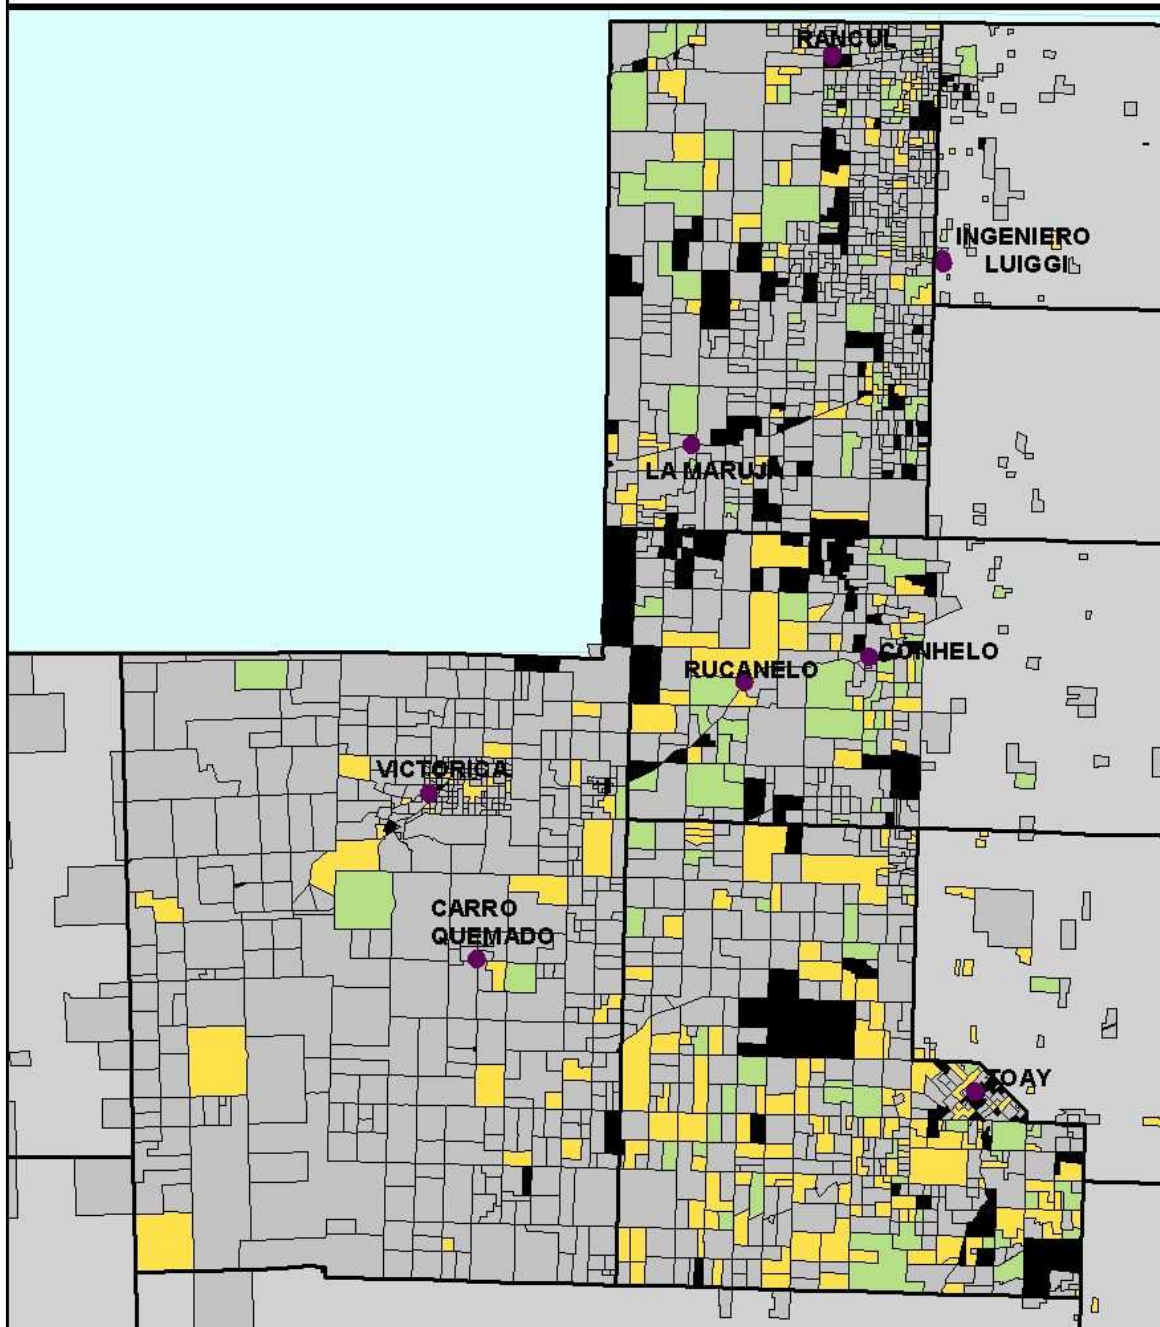 RANCUL
INGENIERO
LUIGGI
LA MARUJA
CONHELO
RUCANELO
VICTORICA
CARRO
QUEMADO
TOAY